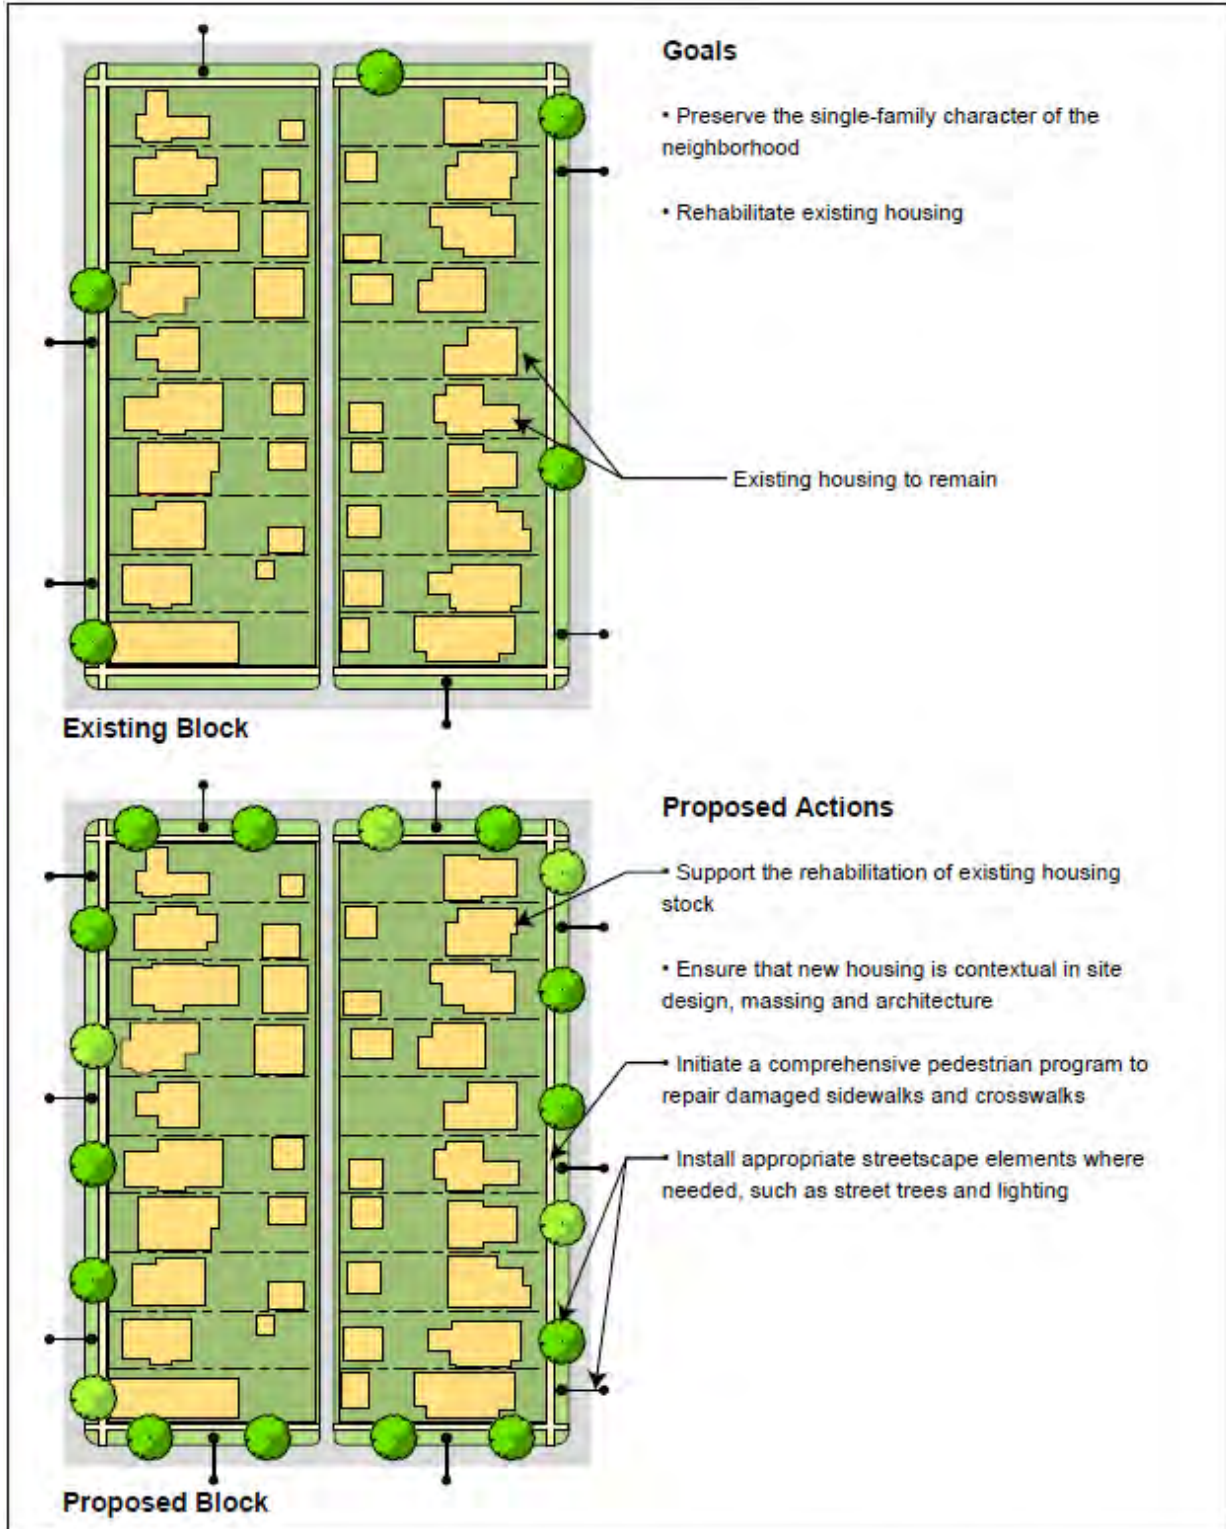 Goals
• Preserve the single-family character of the
neighborhood
• Rehabilitate existing housing
Existing housing to remain
Existing Block
Proposed Actions
• Support the rehabilitation of existing housing
stock
• Ensure that new housing is contextual in site
design, massing and architecture
• Initiate a comprehensive pedestrian program to
repair damaged sidewalks and crosswalks
• Install appropriate streetscape elements where
needed, such as street trees and lighting
Proposed Block